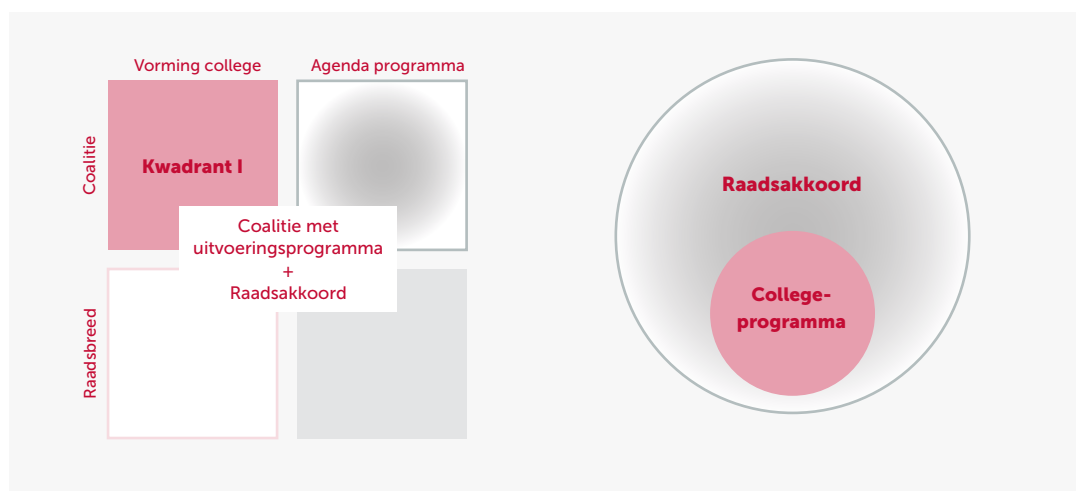 Vorming college
Agenda programma
Coalitie
Kwadrant I
Coalitie met
uitvoeringsprogramma
+
Raadsakkoord
Raadsbreed
Raadsakkoord
College-
programma